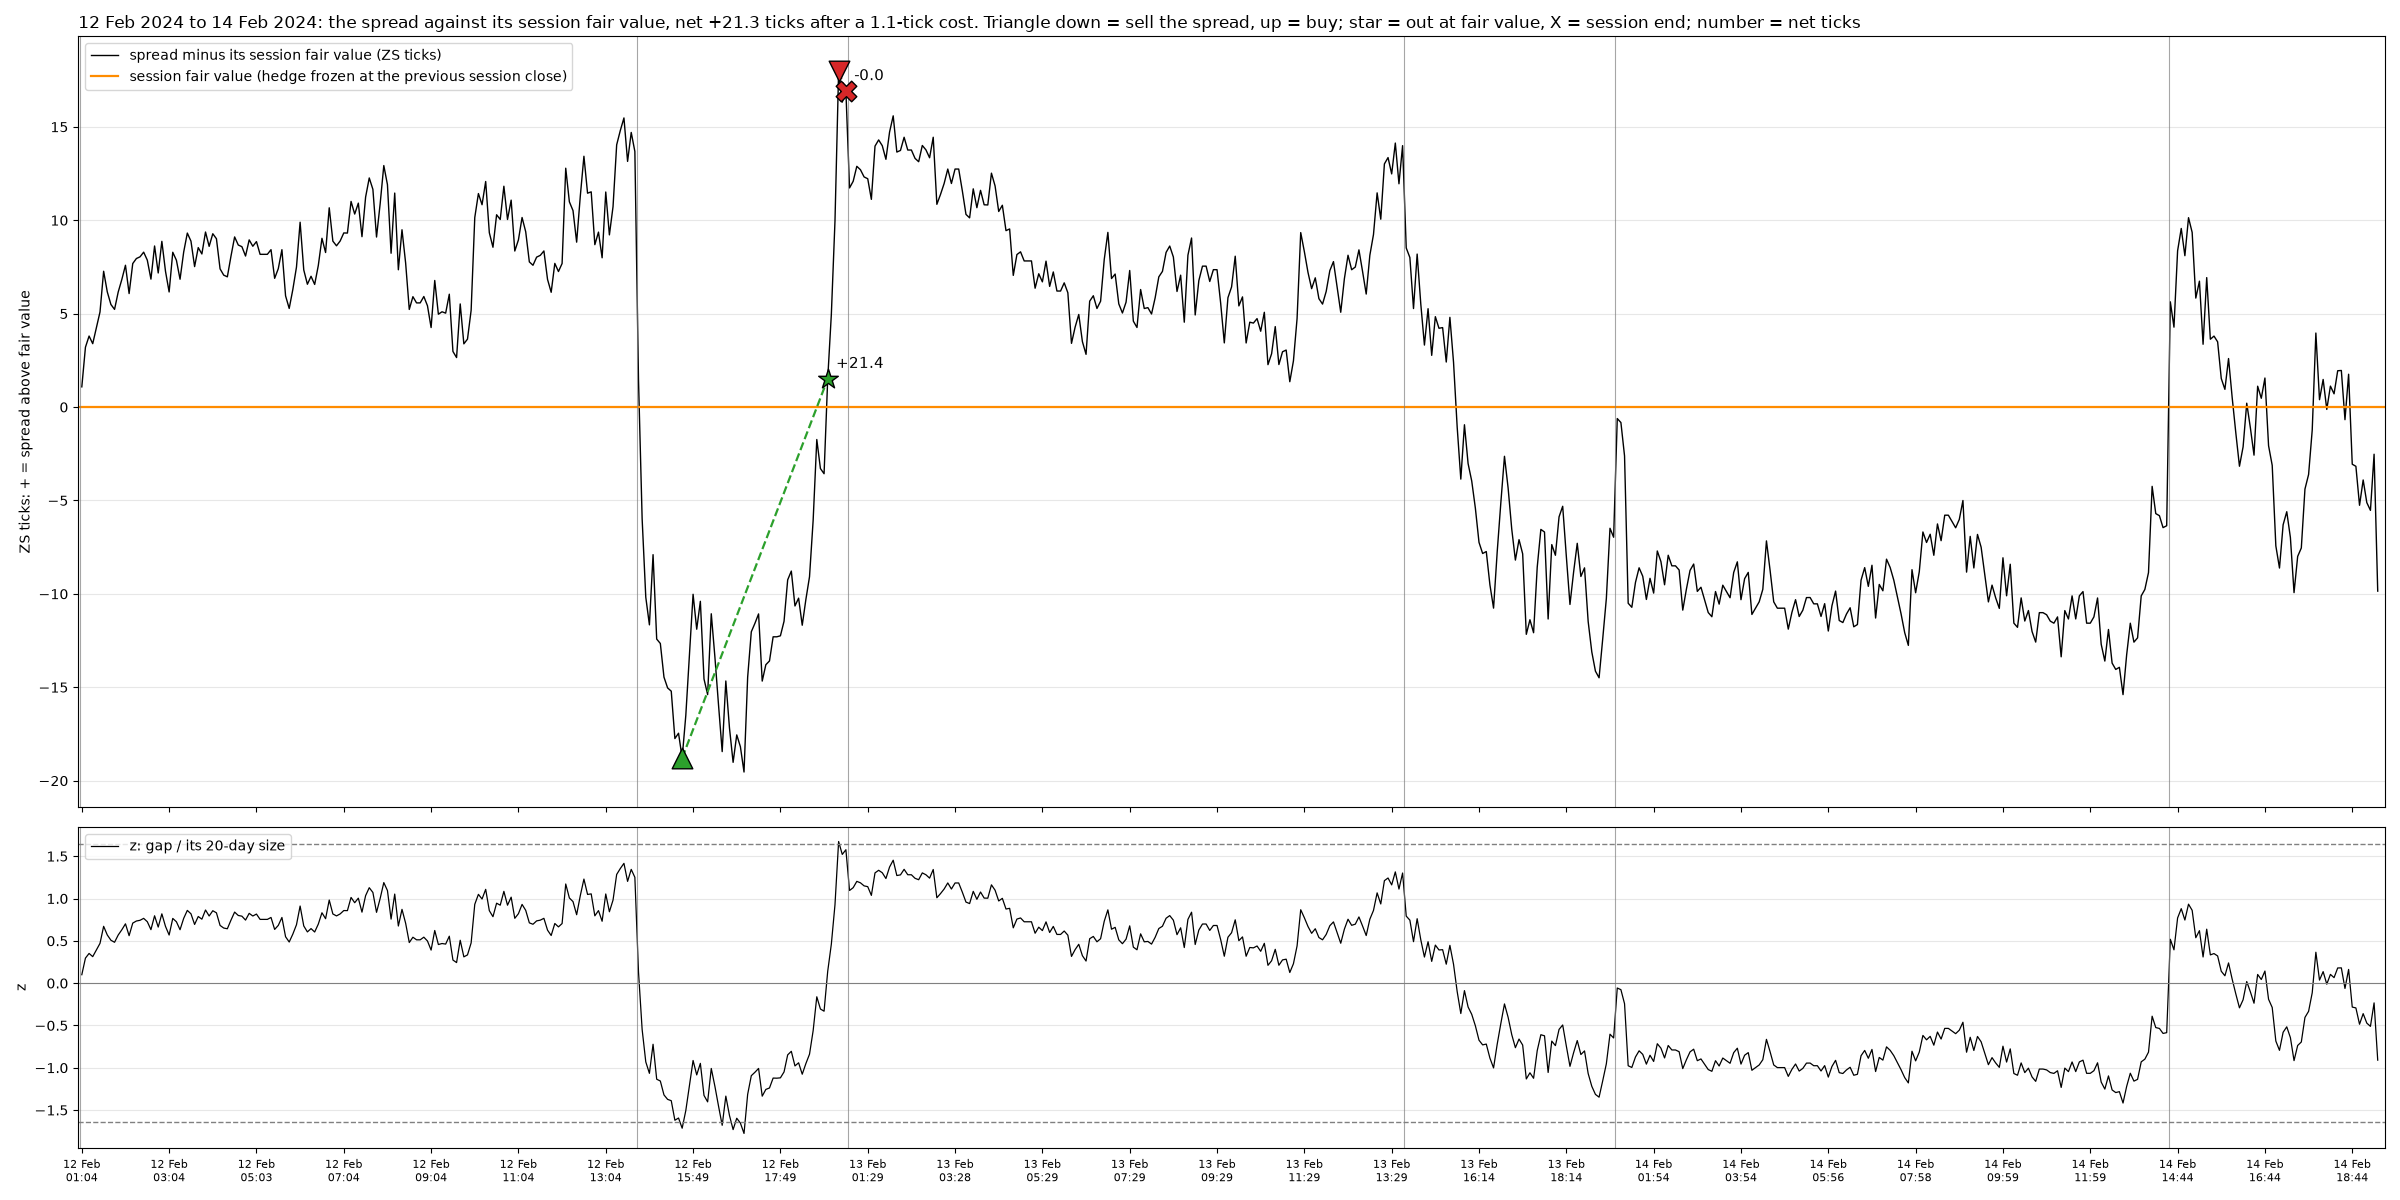 12 Feb 2024 to 14 Feb 2024: the spread against its session fair value, net +21.3 ticks after a 1.1-tick cost. Triangle down = sell the spread, up = buy; star = out at fair value, X = session end; number = net ticks
spread minus its session fair value (ZS ticks)
session fair value (hedge frozen at the previous session close)
ZS ticks: + = spread above fair value
15
10
5
0
−5
−10
−15
−20
-0.0
+21.4
z: gap / its 20-day size
z
1.5
1.0
0.5
0.0
−0.5
−1.0
−1.5
12 Feb 12 Feb 12 Feb 12 Feb 12 Feb 12 Feb 12 Feb 12 Feb 12 Feb 13 Feb 13 Feb 13 Feb 13 Feb 13 Feb 13 Feb 13 Feb 13 Feb 13 Feb 14 Feb 14 Feb 14 Feb 14 Feb 14 Feb 14 Feb 14 Feb 14 Feb 14 Feb
01:04 03:04 05:03 07:04 09:04 11:04 13:04 15:49 17:49 01:29 03:28 05:29 07:29 09:29 11:29 13:29 16:14 18:14 01:54 03:54 05:56 07:58 09:59 11:59 14:44 16:44 18:44